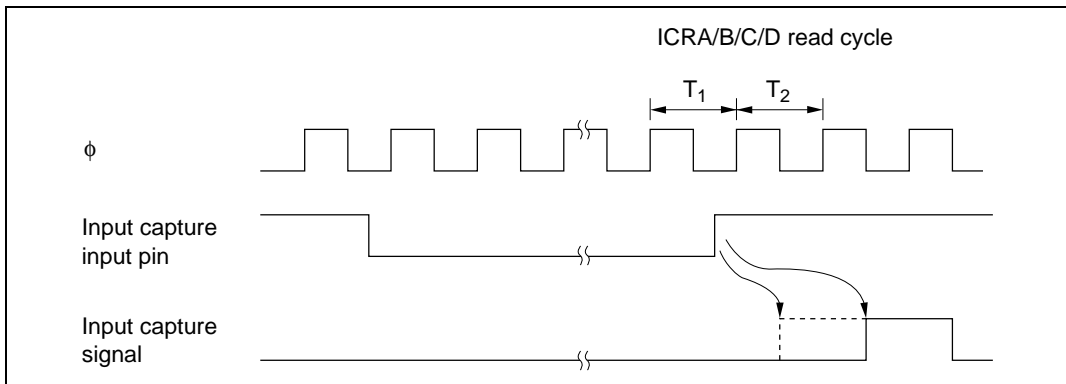 ICRA/B/C/D read cycle
T1 T2
ϕ
Input capture
input pin
Input capture
signal